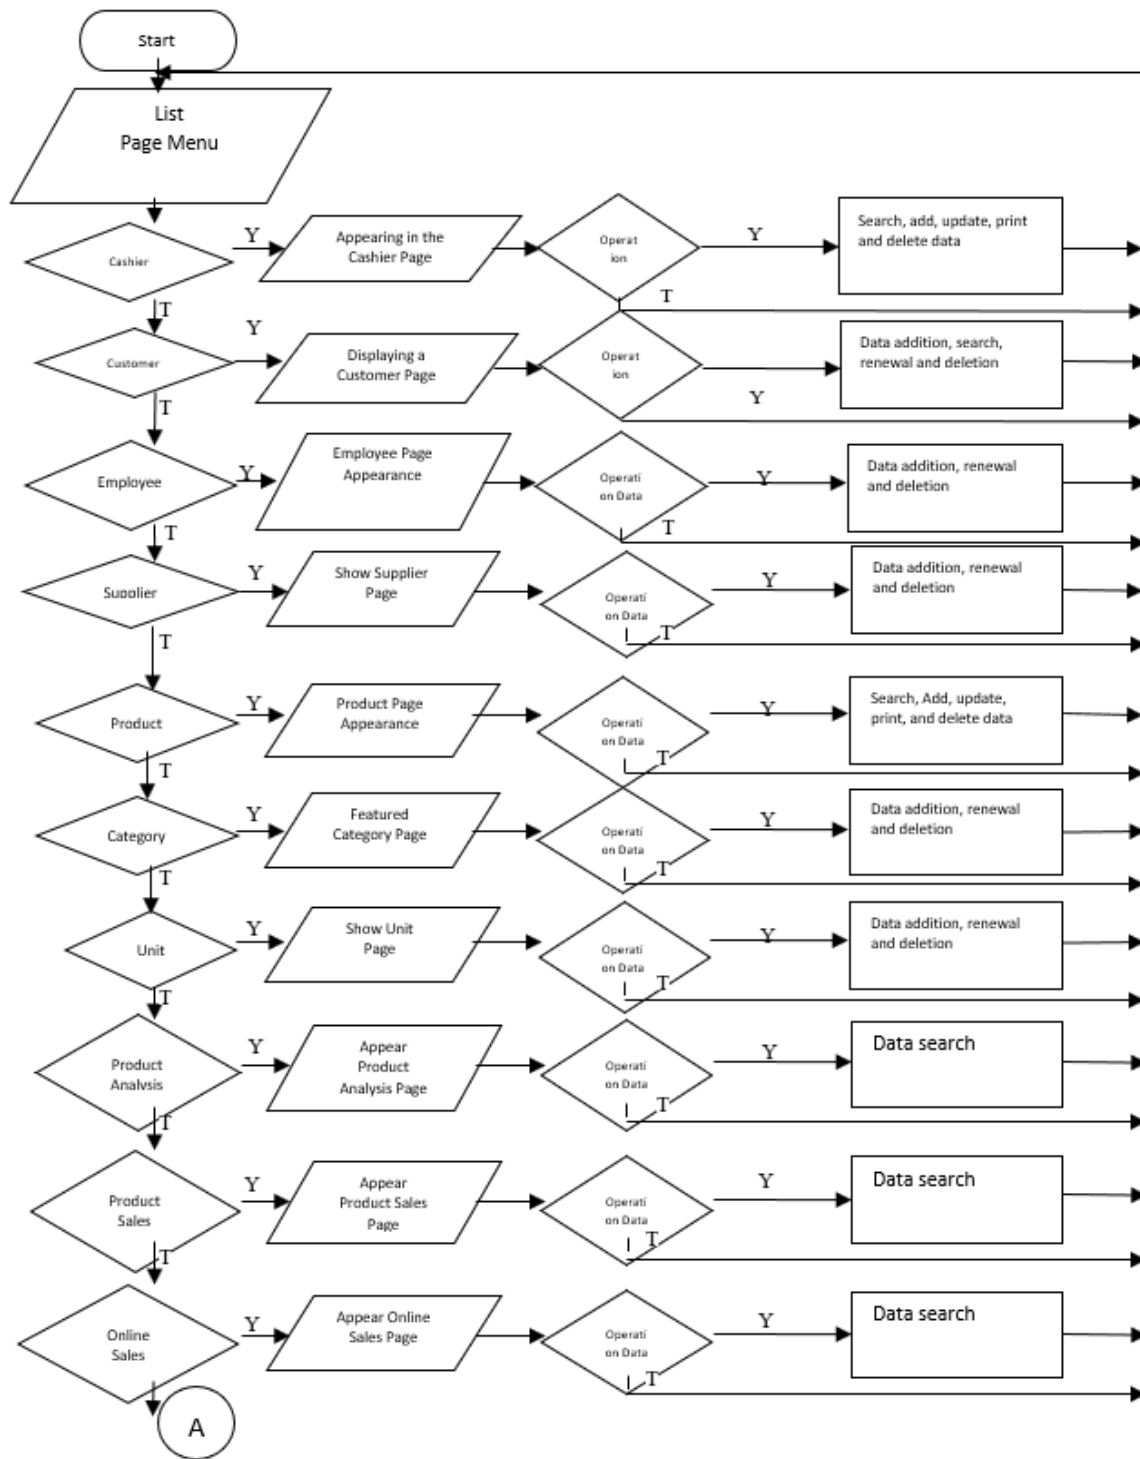 Start
List
Page Menu
Cashier
Y
Appearing in the
Cashier Page
Operat
ion
Y
Search, add, update, print
and delete data
T
T
Customer
Y
Displaying a
Customer Page
Operat
ion
Data addition, search,
renewal and deletion
Y
T
Employee
Y
Employee Page
Appearance
Operati
on Data
Y
Data addition, renewal
and deletion
T
T
Supplier
Y
Show Supplier
Page
Operati
on Data
Y
Data addition, renewal
and deletion
T
T
Product
Y
Product Page
Appearance
Operati
on Data
Y
Search, Add, update,
print, and delete data
T
T
Category
Y
Featured
Category Page
Operati
on Data
Y
Data addition, renewal
and deletion
T
T
Unit
Y
Show Unit
Page
Operati
on Data
Y
Data addition, renewal
and deletion
T
T
Product
Analysis
Y
Appear
Product
Analysis Page
Operati
on Data
Y
Data search
T
T
Product
Sales
Y
Appear
Product Sales
Page
Operati
on Data
Y
Data search
T
T
Online
Sales
Y
Appear Online
Sales Page
Operati
on Data
Y
Data search
T
A